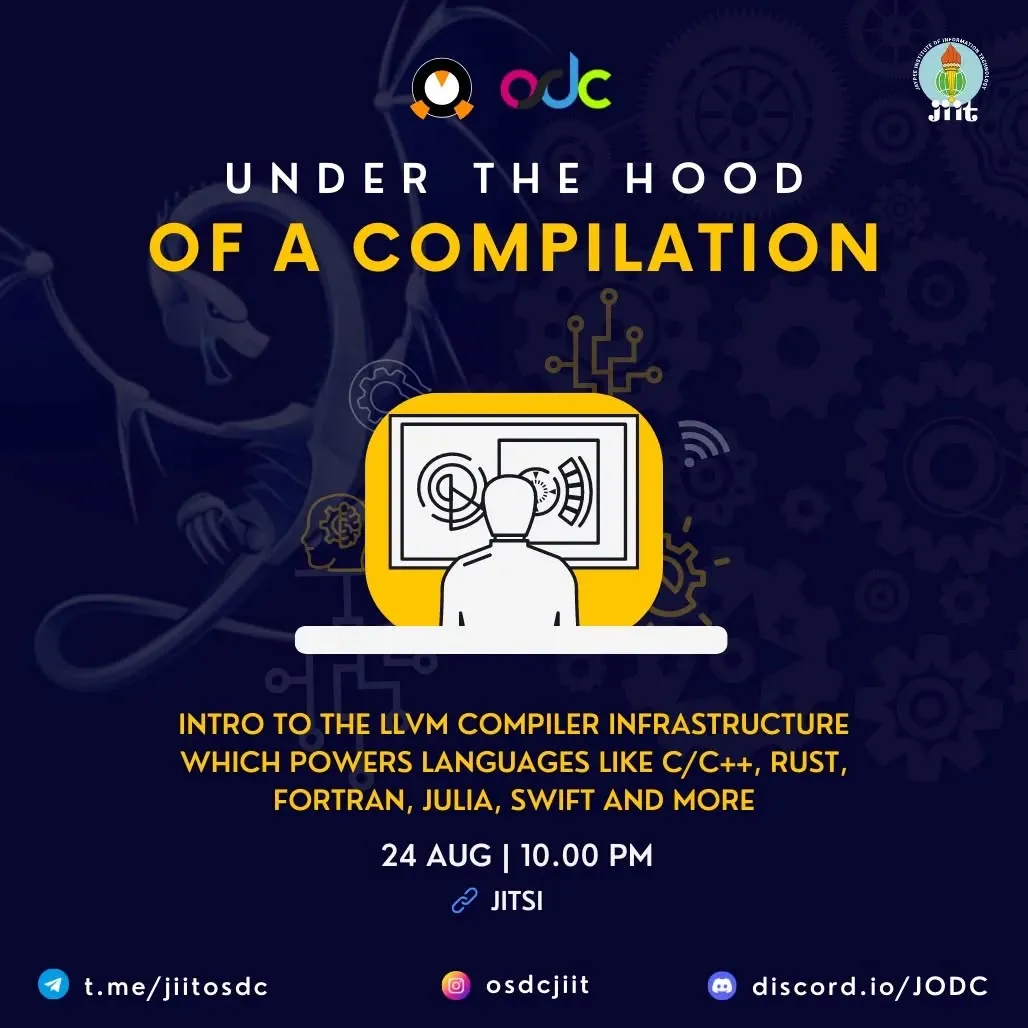 osdc
JAYPEE INSTITUTE OF INFORMATION TECHNOLOGY
jiit
UNDER THE HOOD
OF A COMPILATION
INTRO TO THE LLVM COMPILER INFRASTRUCTURE
WHICH POWERS LANGUAGES LIKE C/C++, RUST,
FORTRAN, JULIA, SWIFT AND MORE
24 AUG | 10.00 PM
JITSI
t.me/jiitosdc
osdcjiit
discord.io/JODC